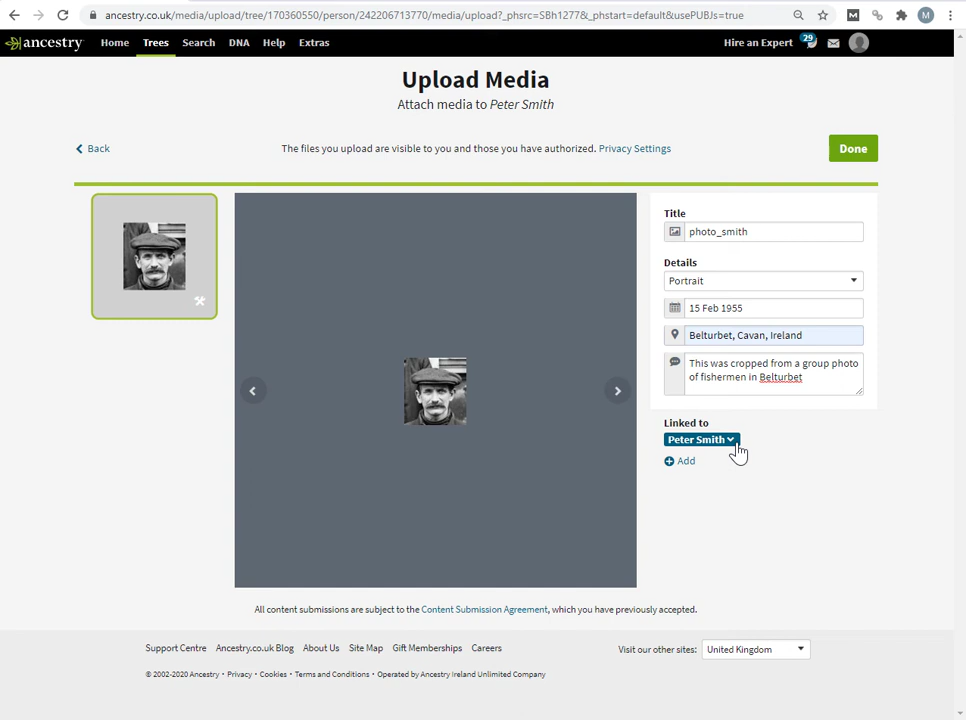 ancestry.co.uk/media/upload/tree/170360550/person/242206713770/media/upload?_phsrc=SBh1277&_phstart=default&usePUBJs=true
M
M
ancestry
Home
Trees
Search
DNA
Help
Extras
Hire an Expert
29
Upload Media
Attach media to Peter Smith
Back
The files you upload are visible to you and those you have authorized. Privacy Settings
Done
Title
photo_smith
Details
Portrait
15 Feb 1955
Belturbet, Cavan, Ireland
This was cropped from a group photo
of fishermen in Belturbet
Linked to
Peter Smith
Add
All content submissions are subject to the Content Submission Agreement, which you have previously accepted.
Support Centre
Ancestry.co.uk Blog
About Us
Site Map
Gift Memberships
Careers
Visit our other sites:
United Kingdom
© 2002-2020 Ancestry • Privacy • Cookies • Terms and Conditions • Operated by Ancestry Ireland Unlimited Company